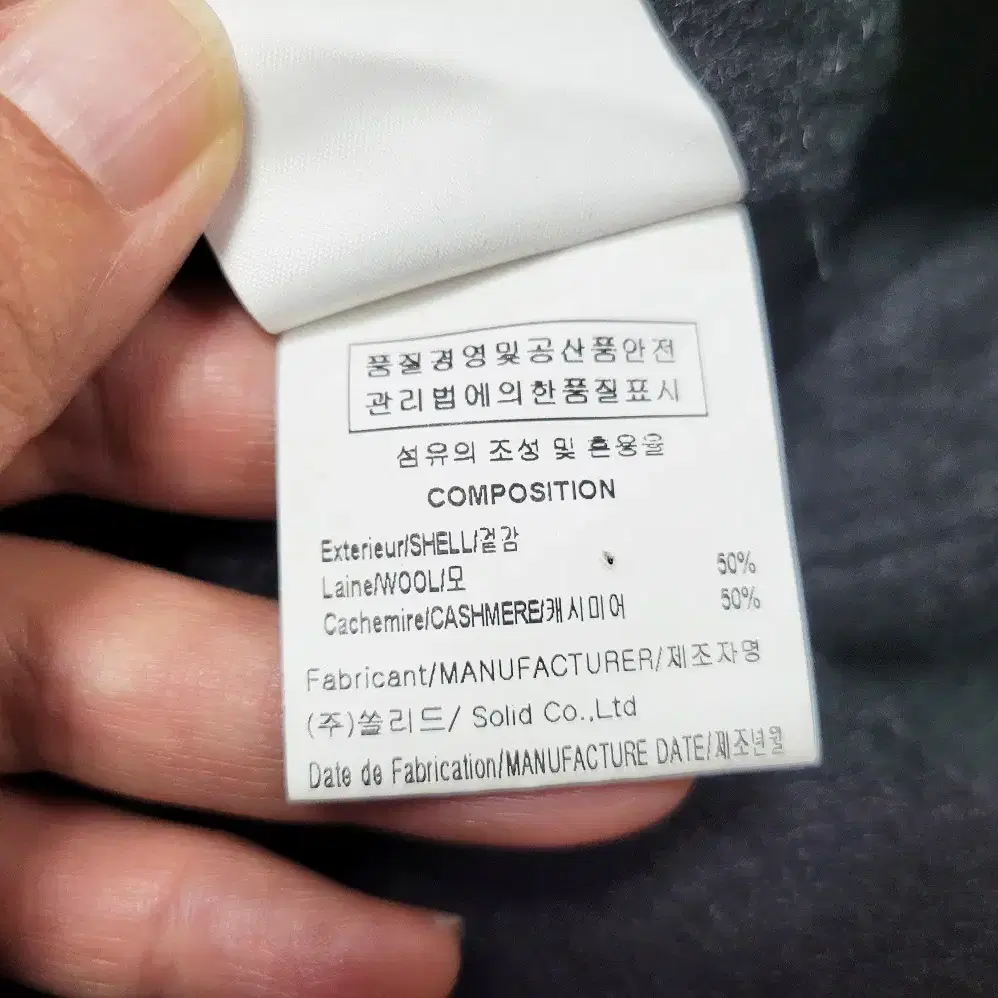 품질경영및공산품안전
관리법에의한품질표시
섬유의 조성 및 혼용율
COMPOSITION
Exterieur/SHELL/겉감
Laine/WOOL/모 50%
Cachemire/CASHMERE/캐시미어 50%
Fabricant/MANUFACTURER/제조자명
(주)쏠리드/ Solid Co.,Ltd
Date de Fabrication/MANUFACTURE DATE/제조년월